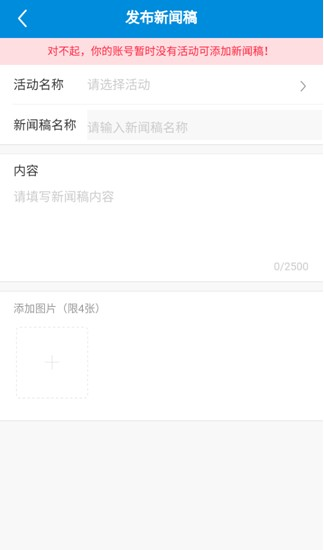 发布新闻稿
对不起，你的账号暂时没有活动可添加新闻稿！
活动名称 请选择活动
新闻稿名称 请输入新闻稿名称
内容
请填写新闻稿内容
0/2500
添加图片（限4张）